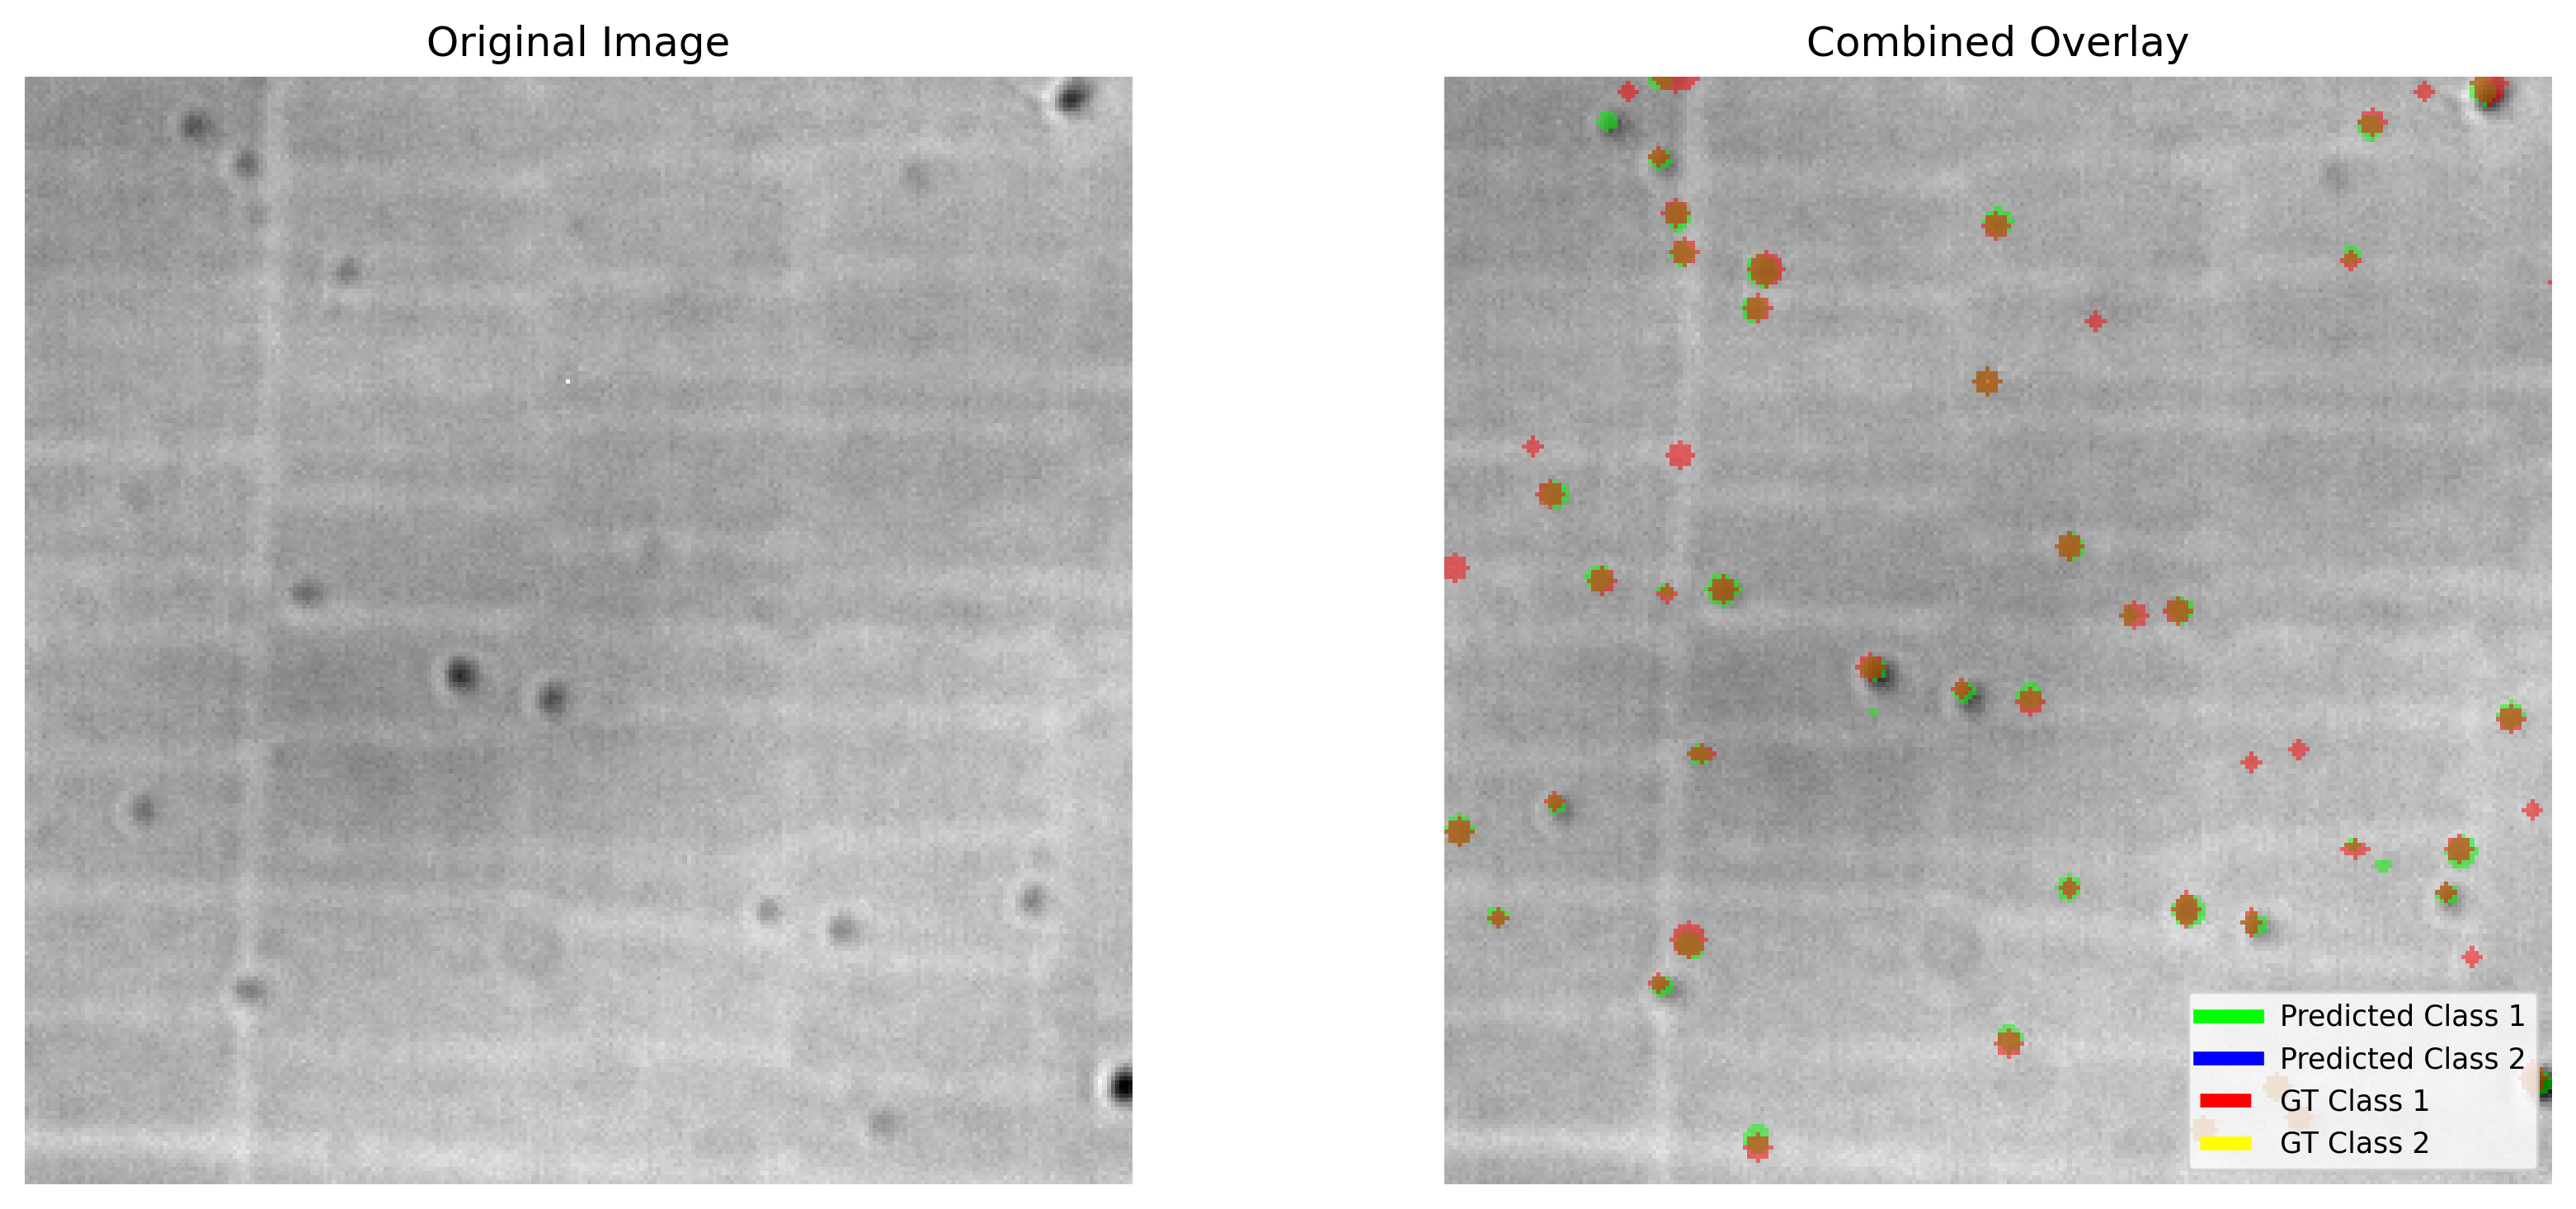 Original Image
Combined Overlay
Predicted Class 1
Predicted Class 2
GT Class 1
GT Class 2